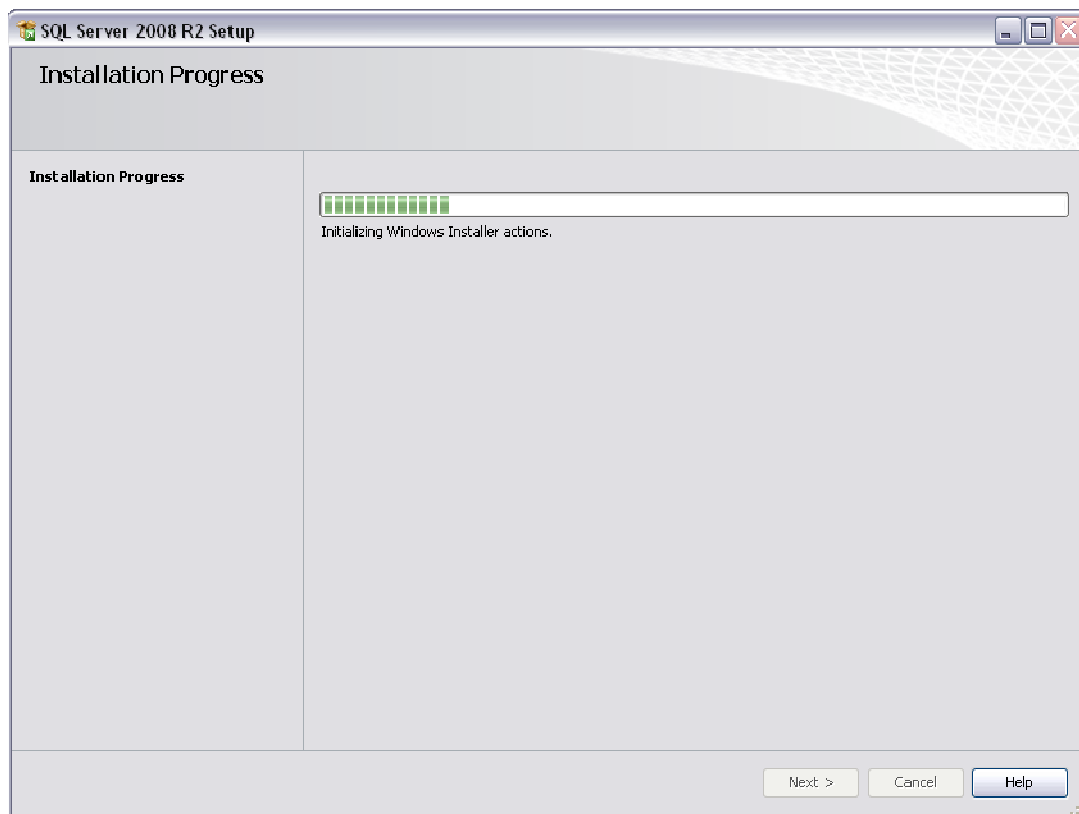 SQL Server 2008 R2 Setup
Installation Progress
Installation Progress
Initializing Windows Installer actions.
Next >
Cancel
Help